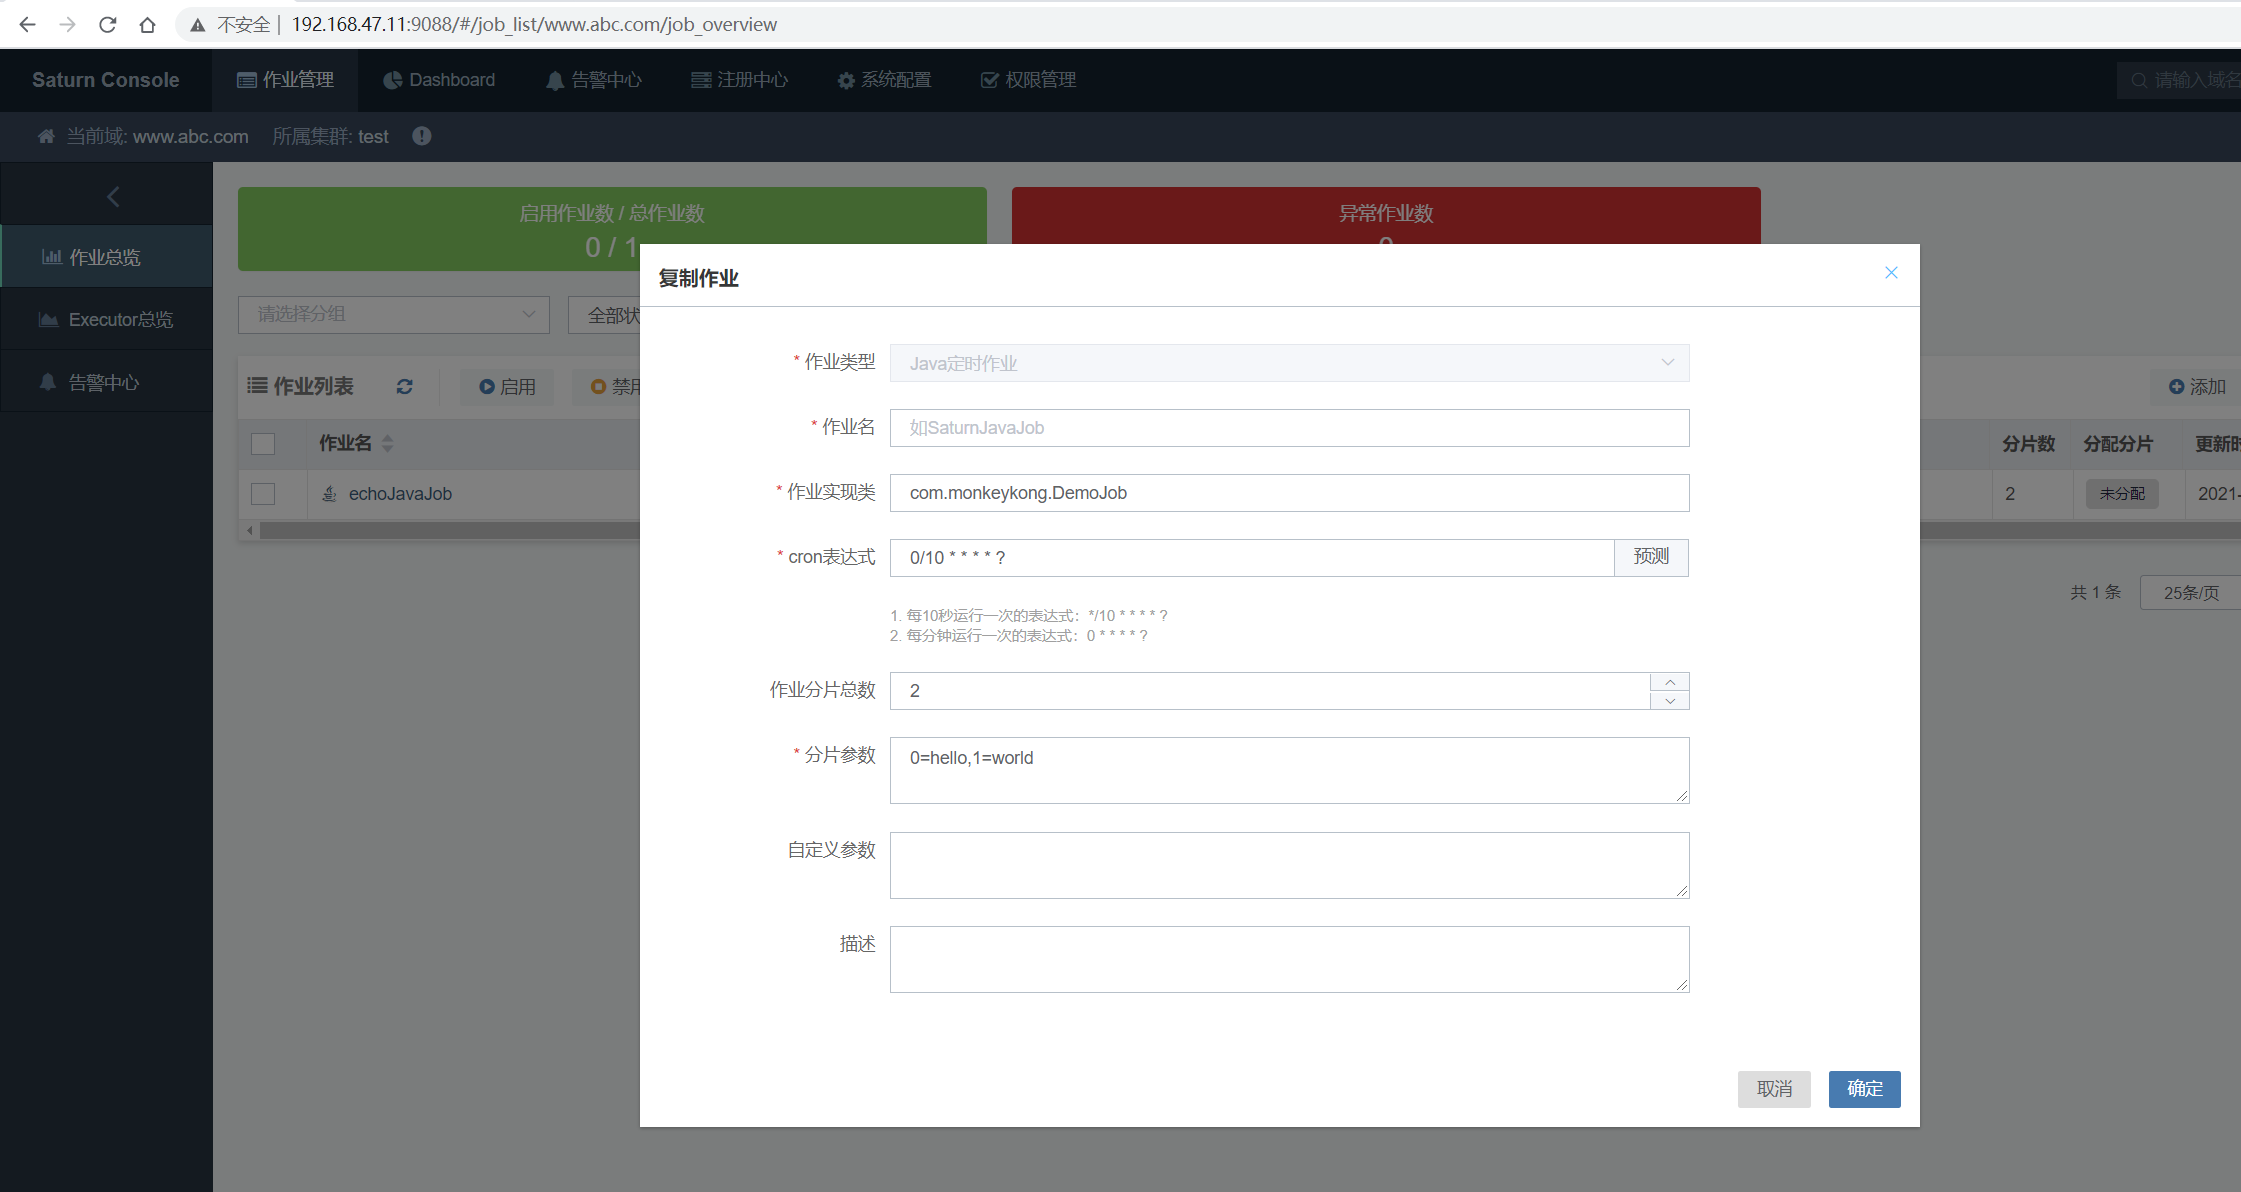 不安全 | 192.168.47.11:9088/#/job_list/www.abc.com/job_overview
Saturn Console 作业管理 Dashboard 告警中心 注册中心 系统配置 权限管理 请输入域名
当前域: www.abc.com 所属集群: test
启用作业数 / 总作业数
0 / 1
异常作业数
0
作业总览
Executor总览
告警中心
请选择分组
全部状
作业列表 启用 禁用 添加
作业名 分片数 分配分片 更新时
echoJavaJob 2 未分配 2021-
共 1 条 25条/页
复制作业
* 作业类型 Java定时作业
* 作业名 如SaturnJavaJob
* 作业实现类 com.monkeykong.DemoJob
* cron表达式 0/10 * * * * ? 预测
1. 每10秒运行一次的表达式：*/10 * * * * ?
2. 每分钟运行一次的表达式：0 * * * * ?
作业分片总数 2
* 分片参数 0=hello,1=world
自定义参数
描述
取消 确定